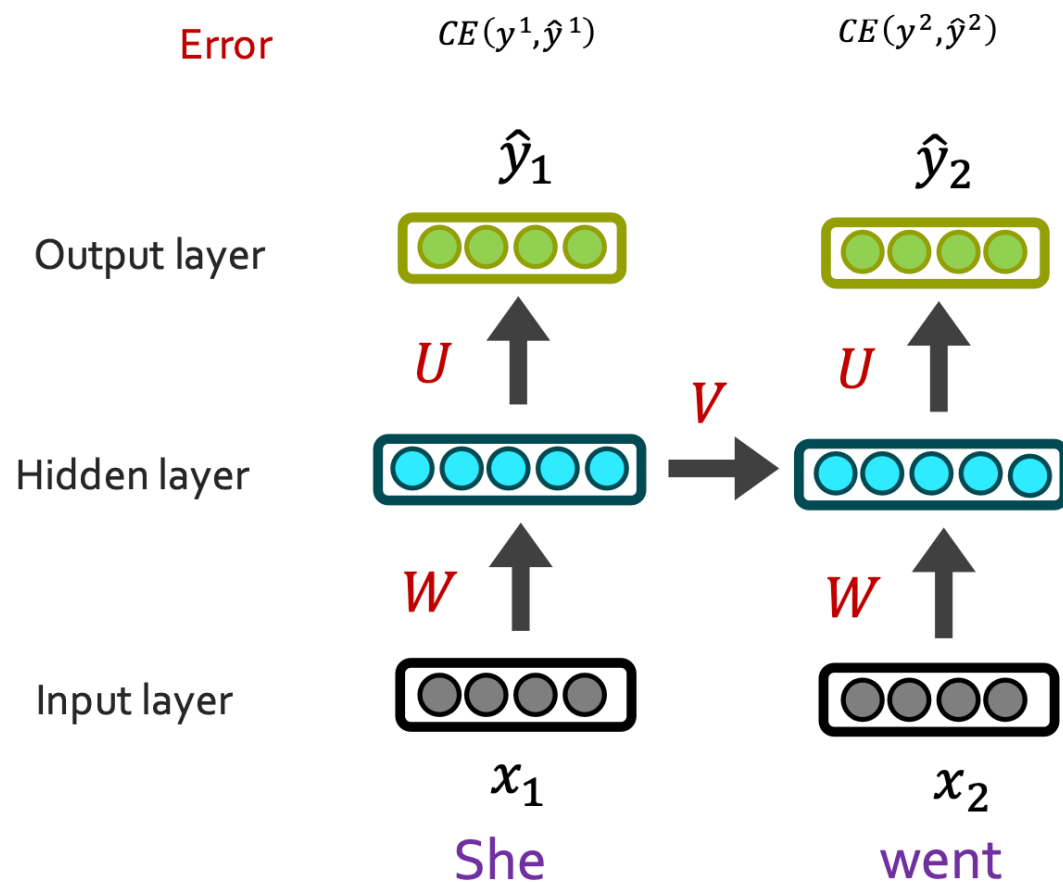 Error CE(y¹, ŷ¹) CE(y², ŷ²)
ŷ₁ ŷ₂
Output layer
U U
V
Hidden layer
W W
Input layer
x₁ x₂
She went